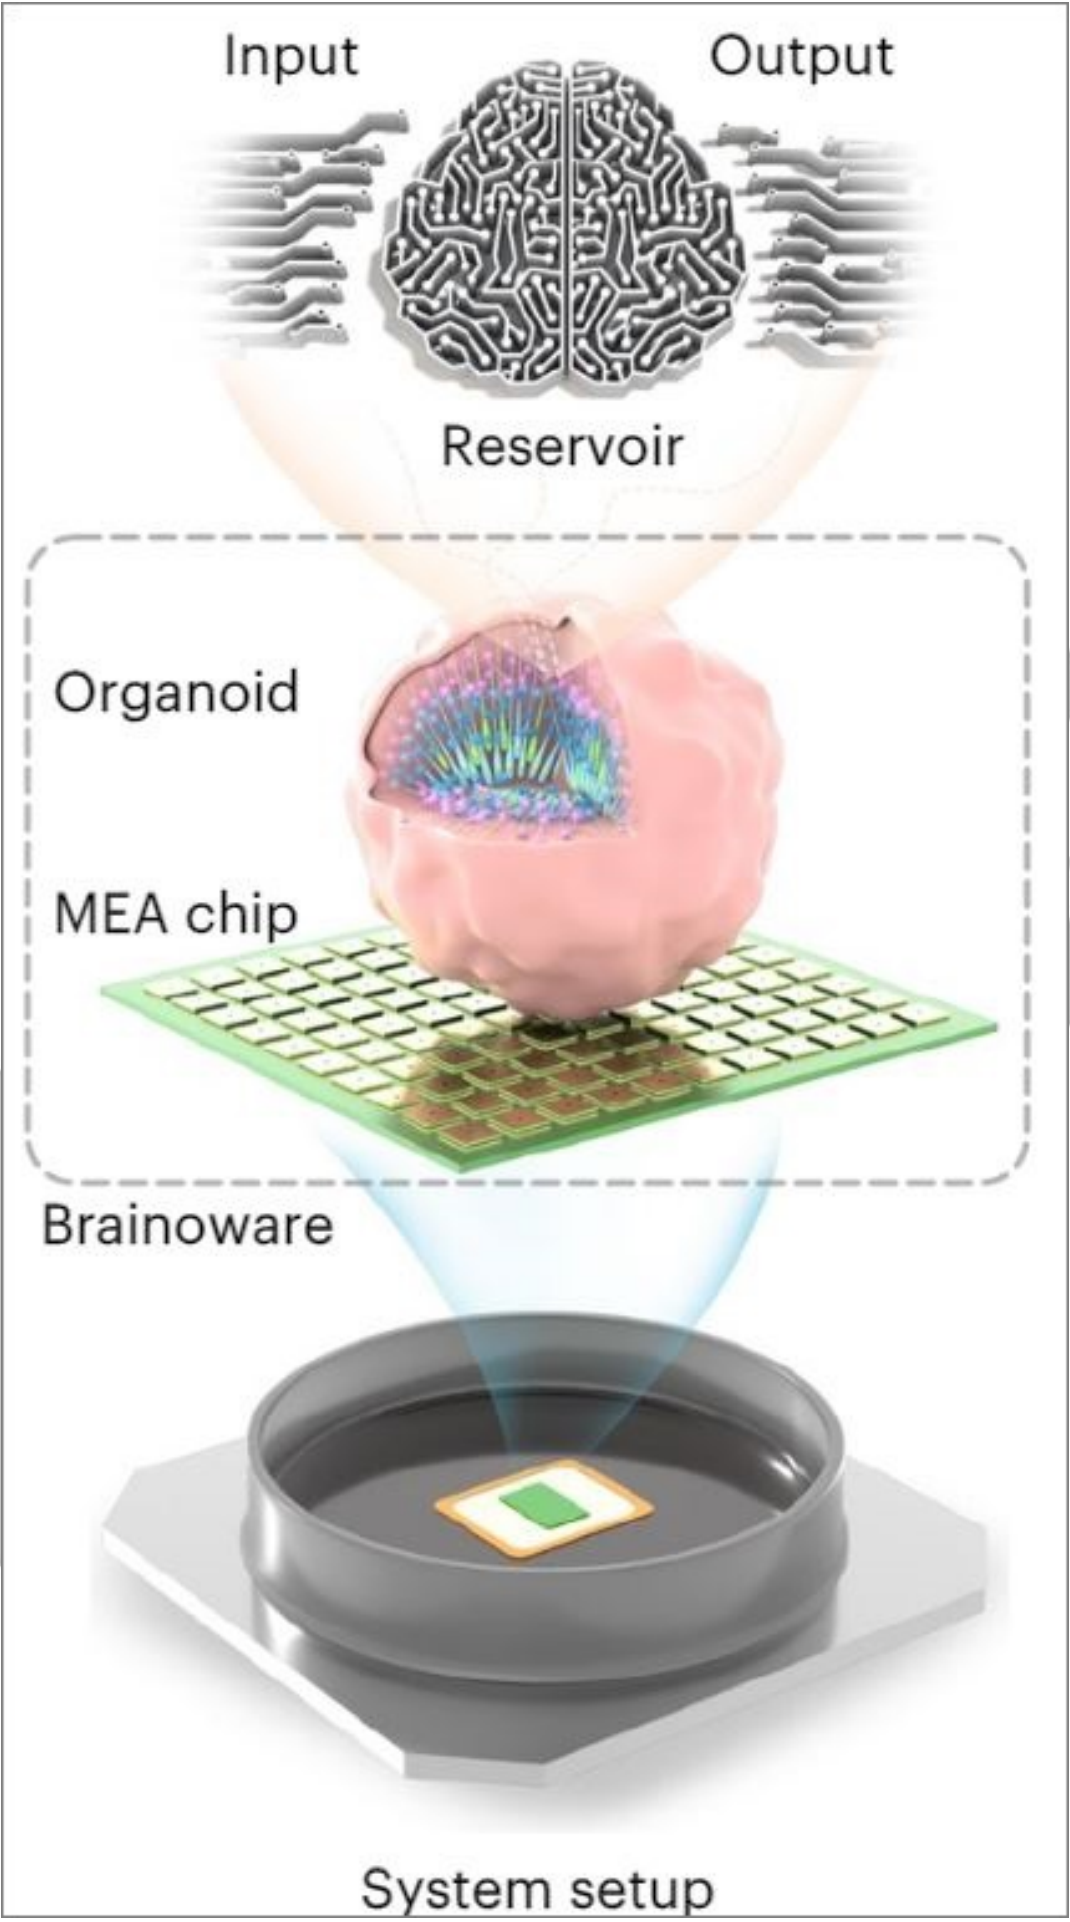 Input
Output
Reservoir
Organoid
MEA chip
Brainoware
System setup